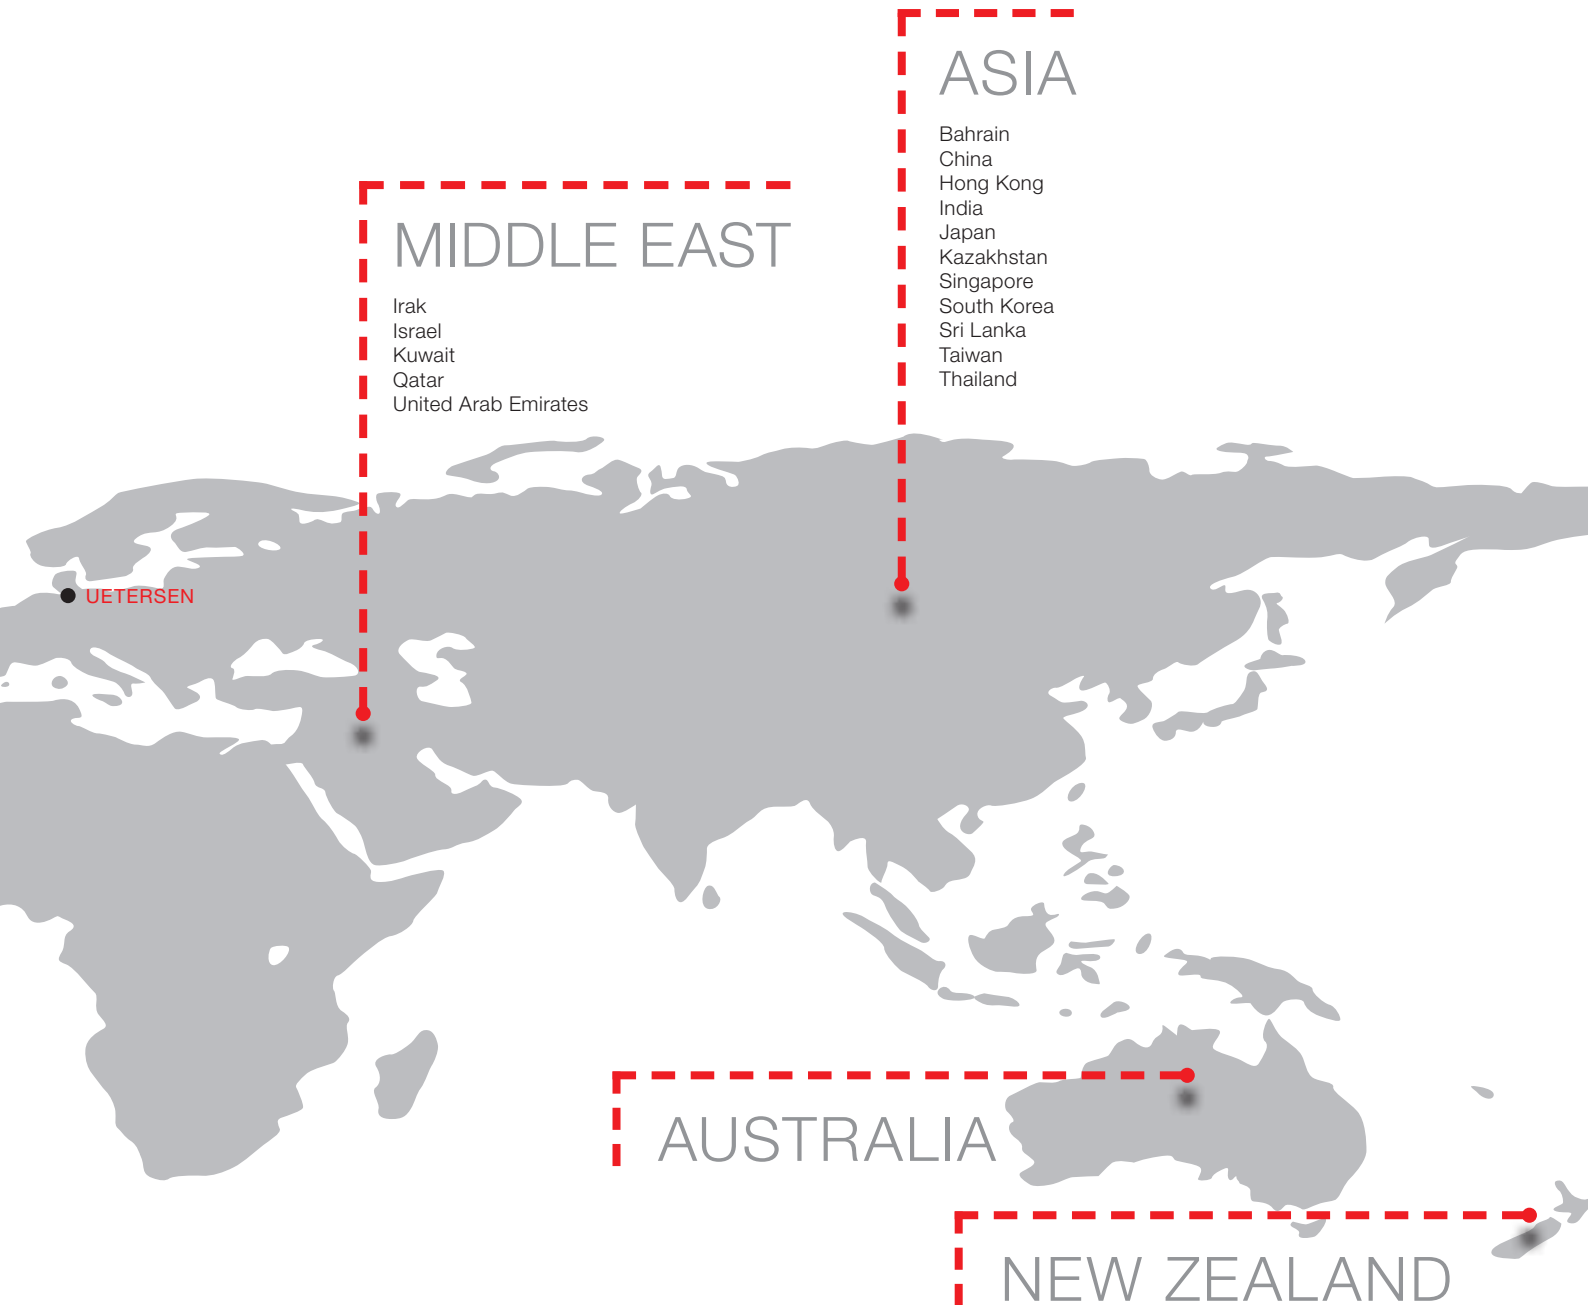 ASIA
Bahrain
China
Hong Kong
India
Japan
Kazakhstan
Singapore
South Korea
Sri Lanka
Taiwan
Thailand
MIDDLE EAST
Irak
Israel
Kuwait
Qatar
United Arab Emirates
UETERSEN
AUSTRALIA
NEW ZEALAND